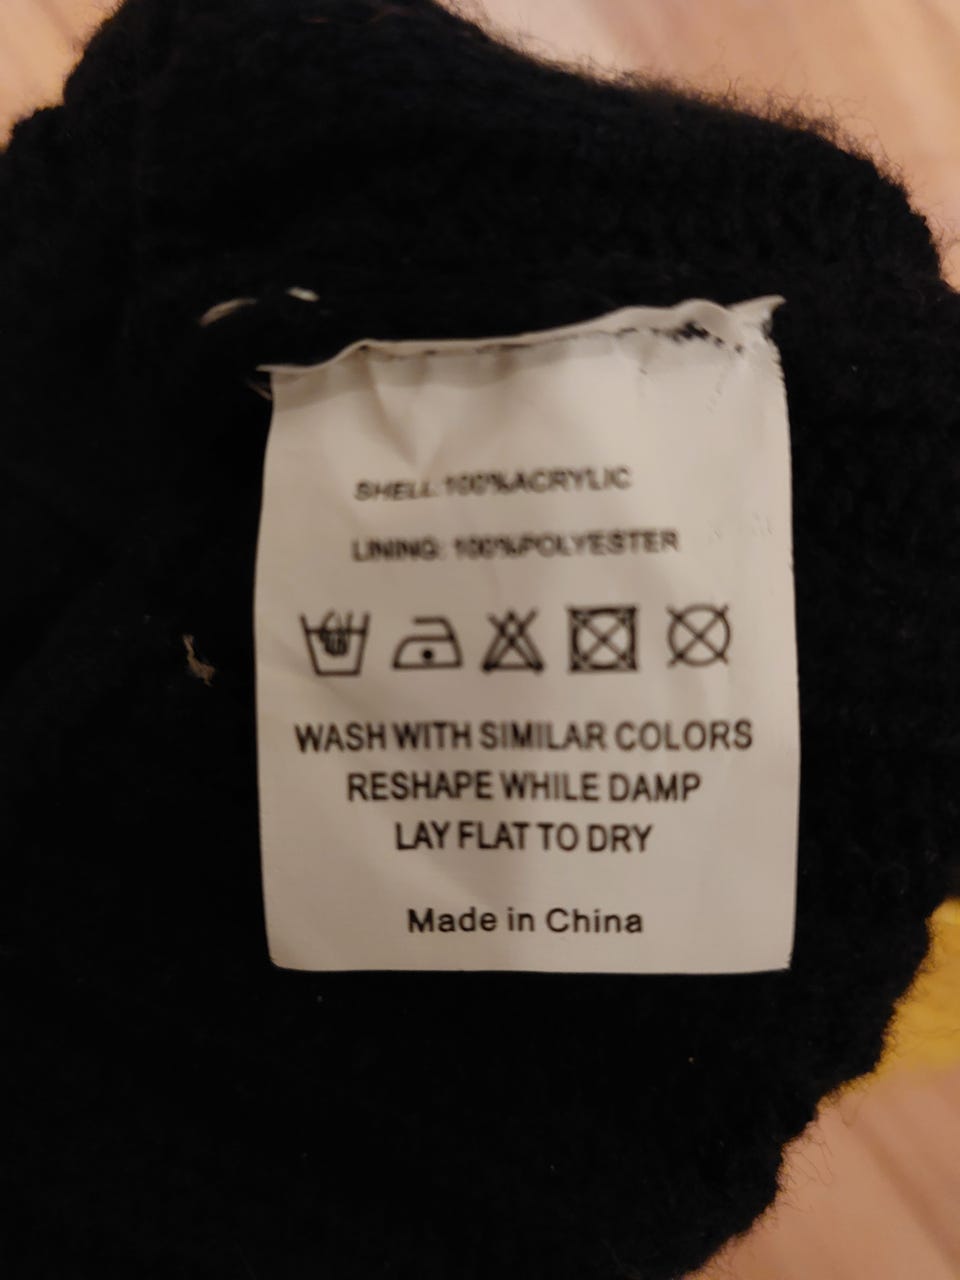 SHELL:100%ACRYLIC
LINING: 100%POLYESTER
WASH WITH SIMILAR COLORS
RESHAPE WHILE DAMP
LAY FLAT TO DRY
Made in China